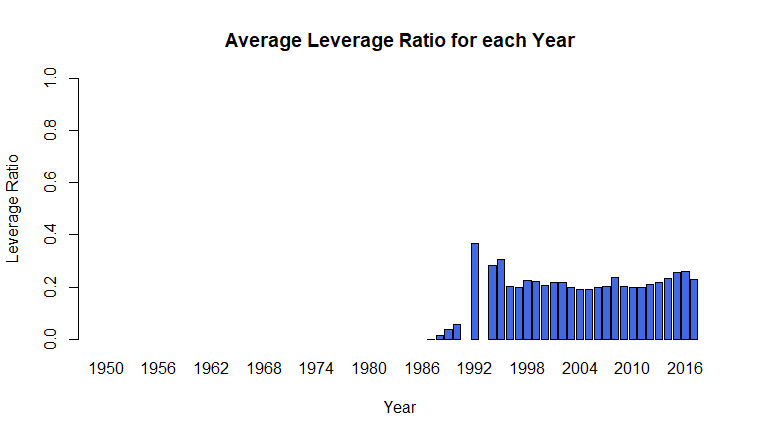 Average Leverage Ratio for each Year
Leverage Ratio
1.0
0.8
0.6
0.4
0.2
0.0
1950 1956 1962 1968 1974 1980 1986 1992 1998 2004 2010 2016
Year